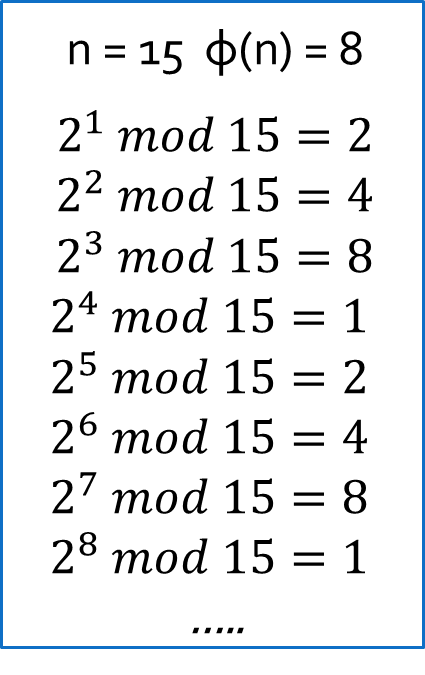 n = 15 ϕ(n) = 8
2¹ mod 15 = 2
2² mod 15 = 4
2³ mod 15 = 8
2⁴ mod 15 = 1
2⁵ mod 15 = 2
2⁶ mod 15 = 4
2⁷ mod 15 = 8
2⁸ mod 15 = 1
.....